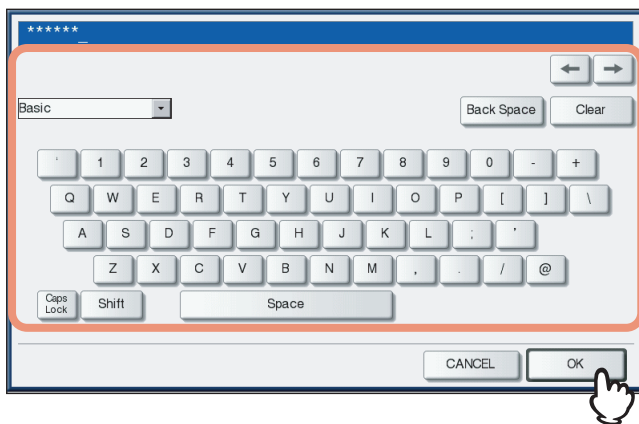 ******_
← →
Basic Back Space Clear
` 1 2 3 4 5 6 7 8 9 0 - +
Q W E R T Y U I O P [ ] \
A S D F G H J K L ; '
Z X C V B N M , . / @
Caps Lock Shift Space
CANCEL OK